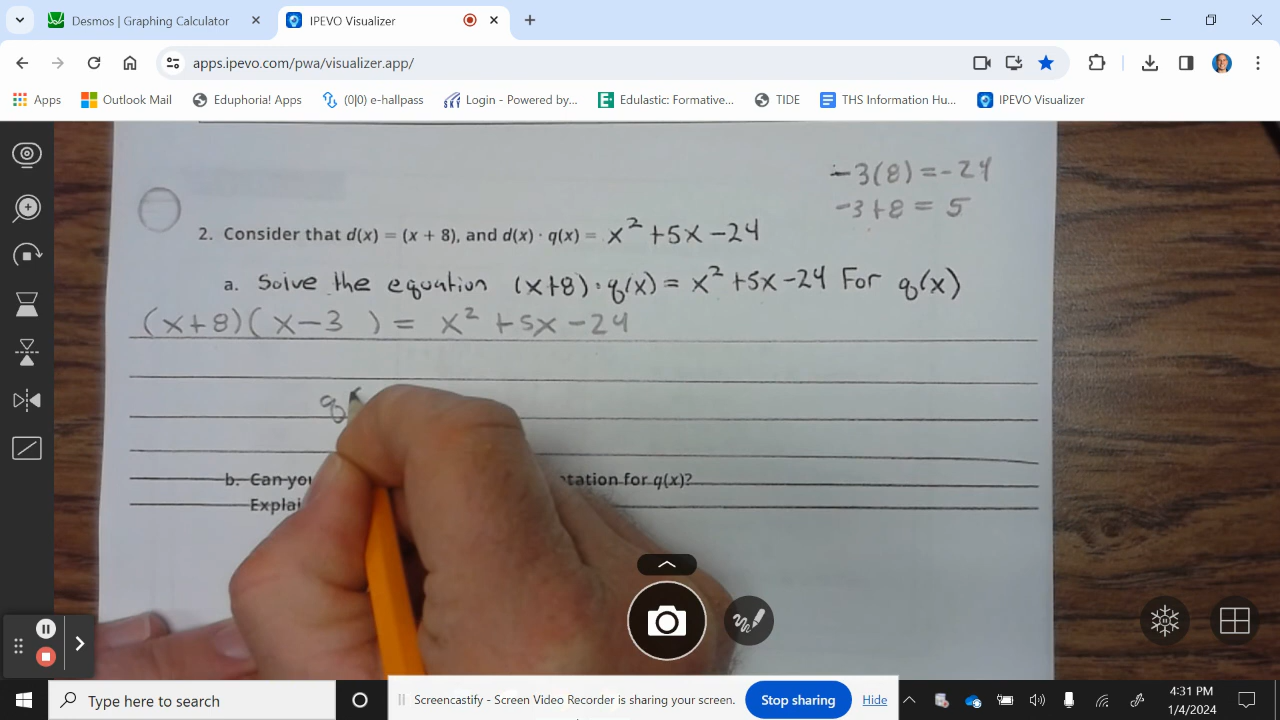 Desmos | Graphing Calculator
IPEVO Visualizer
apps.ipevo.com/pwa/visualizer.app/
Apps
Outlook Mail
Eduphoria! Apps
(0|0) e-hallpass
Login - Powered by...
Edulastic: Formative...
TIDE
THS Information Hu...
IPEVO Visualizer
-3(8) = -24
-3+8 = 5
2. Consider that d(x) = (x + 8), and d(x) · q(x) = x² +5x -24
a. Solve the equation (x+8) · q(x) = x² +5x -24 For q(x)
(x+8)(x-3 ) = x² +5x -24
q(
b. Can you tation for q(x)?
Explai
Screencastify - Screen Video Recorder is sharing your screen.
Stop sharing
Hide
Type here to search
4:31 PM
1/4/2024